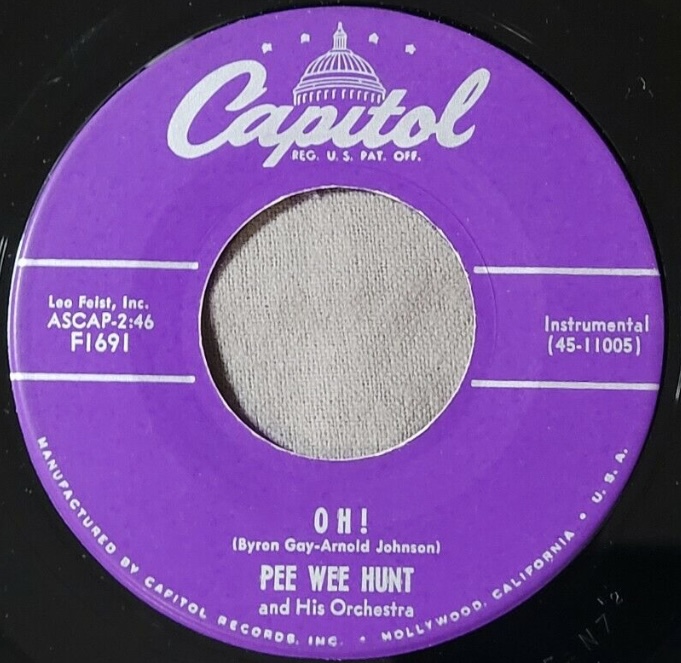 Capitol
REG. U.S. PAT. OFF.
Leo Feist, Inc.
ASCAP-2:46
F1691
Instrumental
(45-11005)
OH!
(Byron Gay-Arnold Johnson)
PEE WEE HUNT
and His Orchestra
MANUFACTURED BY CAPITOL RECORDS, INC. • HOLLYWOOD, CALIFORNIA • U.S.A.